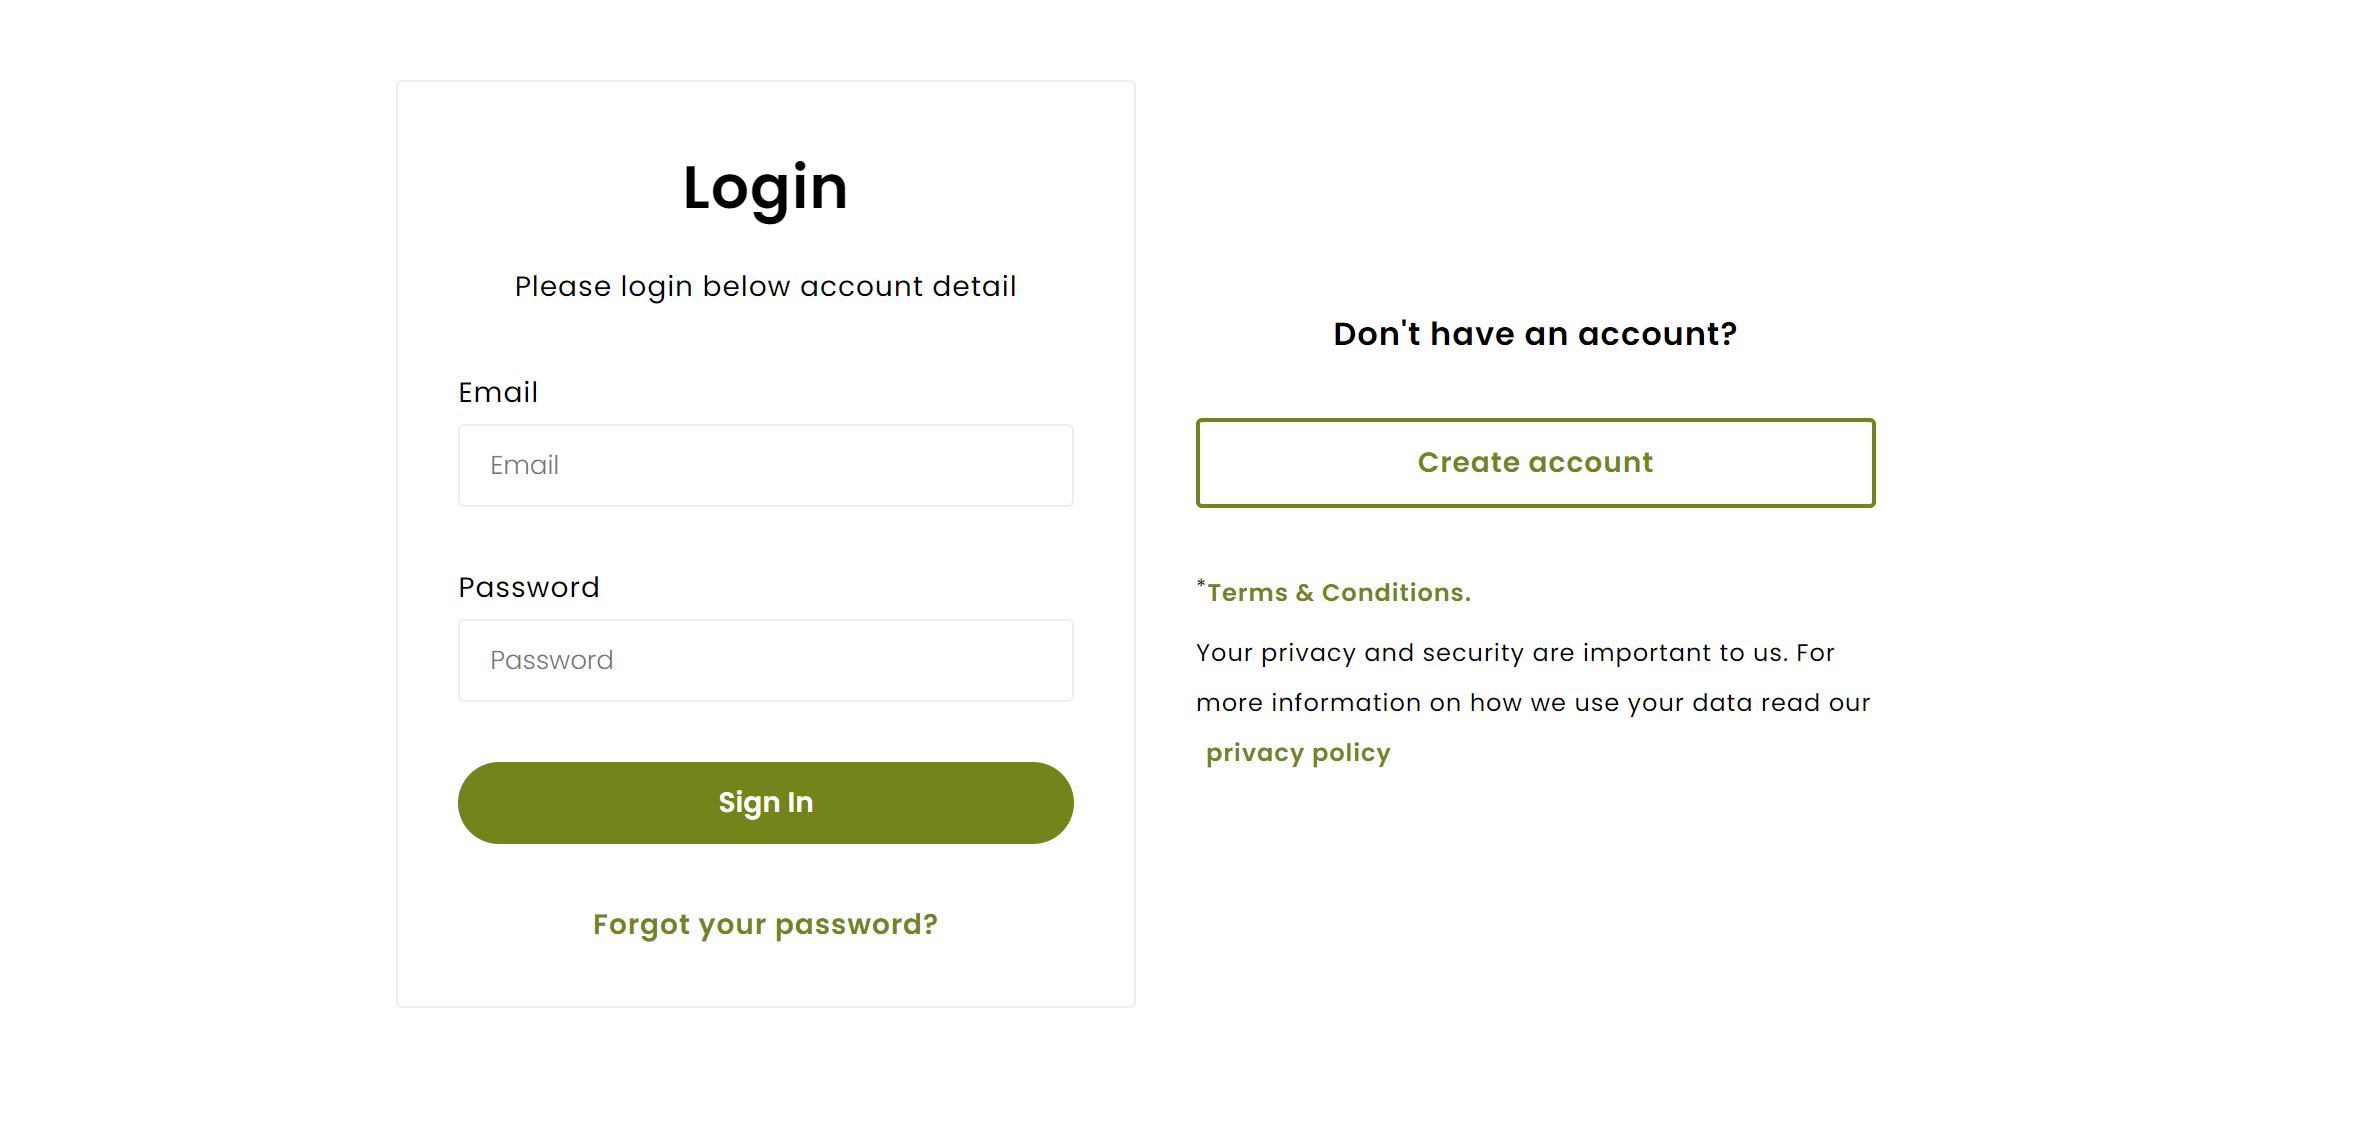 Login
Please login below account detail
Email
Email
Password
Password
Sign In
Forgot your password?
Don't have an account?
Create account
*Terms & Conditions.
Your privacy and security are important to us. For
more information on how we use your data read our
privacy policy